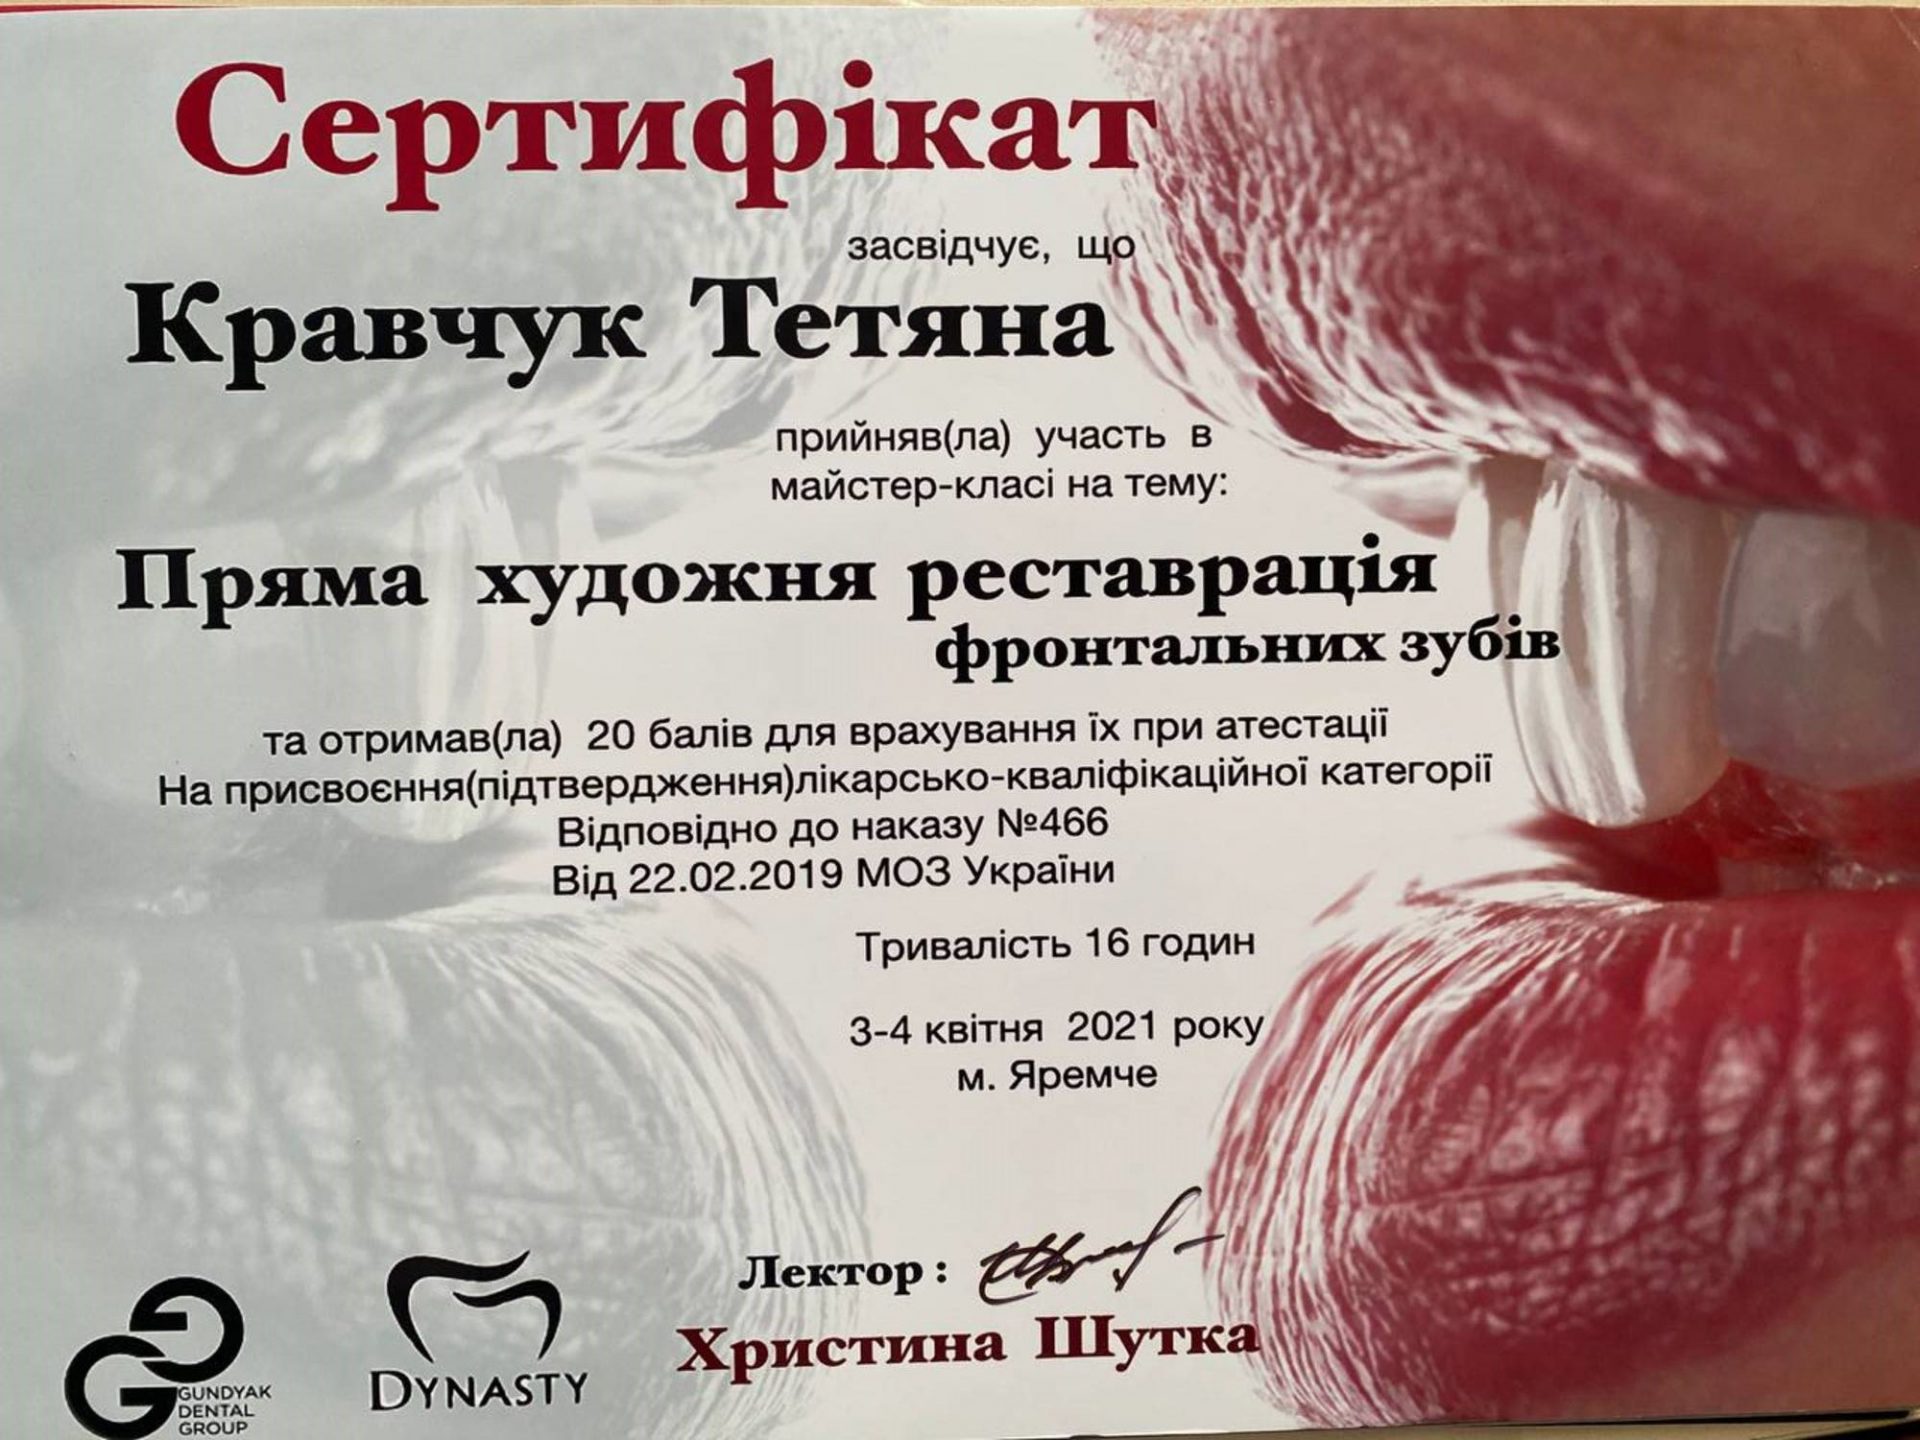 Сертифікат
засвідчує, що
Кравчук Тетяна
прийняв(ла) участь в
майстер-класі на тему:
Пряма художня реставрація
фронтальних зубів
та отримав(ла) 20 балів для врахування їх при атестації
На присвоєння(підтвердження)лікарсько-кваліфікаційної категорії
Відповідно до наказу №466
Від 22.02.2019 МОЗ України
Тривалість 16 годин
3-4 квітня 2021 року
м. Яремче
Лектор :
Христина Шутка
GUNDYAK
DENTAL
GROUP
DYNASTY